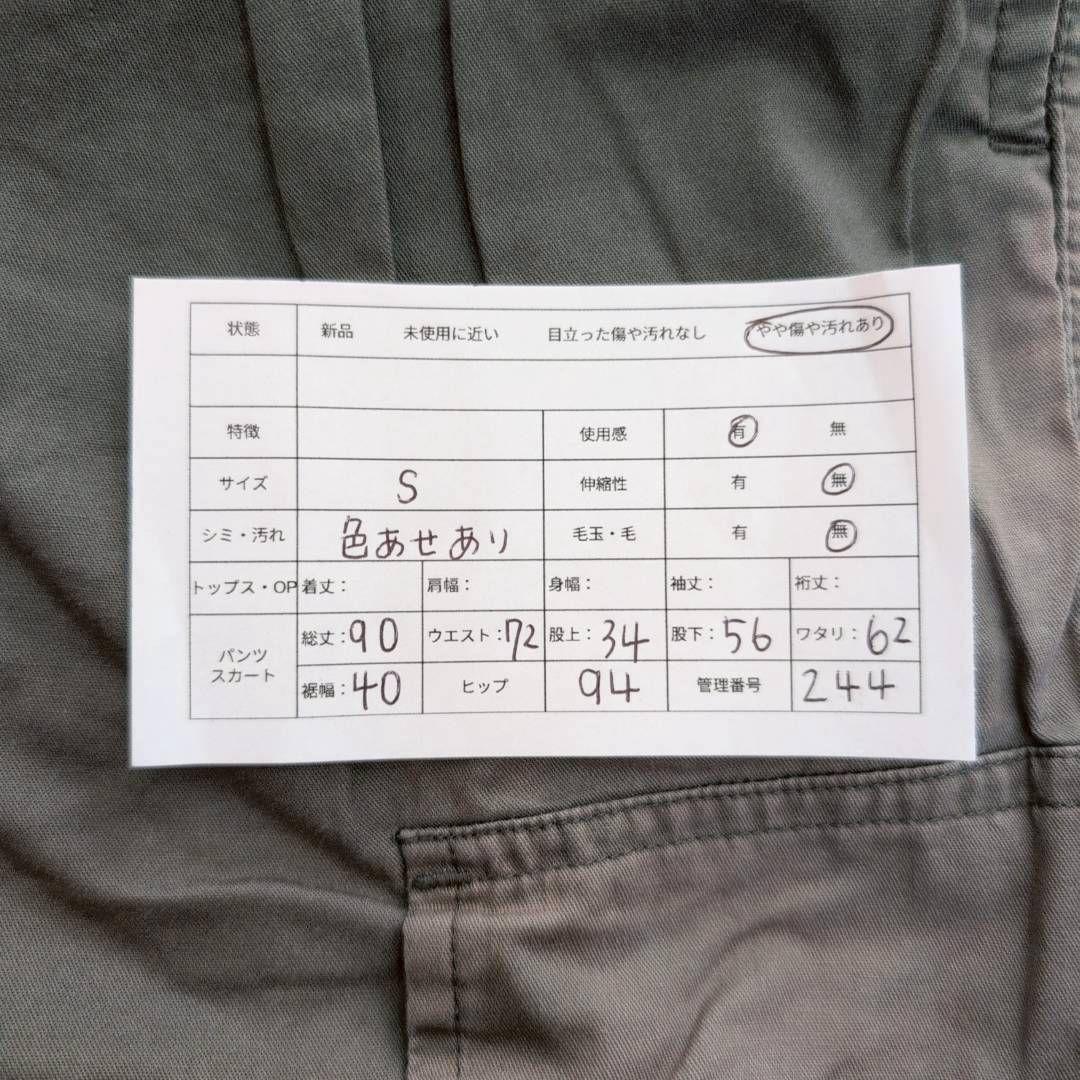 状態 新品 未使用に近い 目立った傷や汚れなし やや傷や汚れあり
特徴 使用感 有 無
サイズ S 伸縮性 有 無
シミ・汚れ 色あせあり 毛玉・毛 有 無
トップス・OP 着丈： 肩幅： 身幅： 袖丈： 裄丈：
パンツ スカート 総丈：90 ウエスト：72 股上：34 股下：56 ワタリ：62
裾幅：40 ヒップ 94 管理番号 244